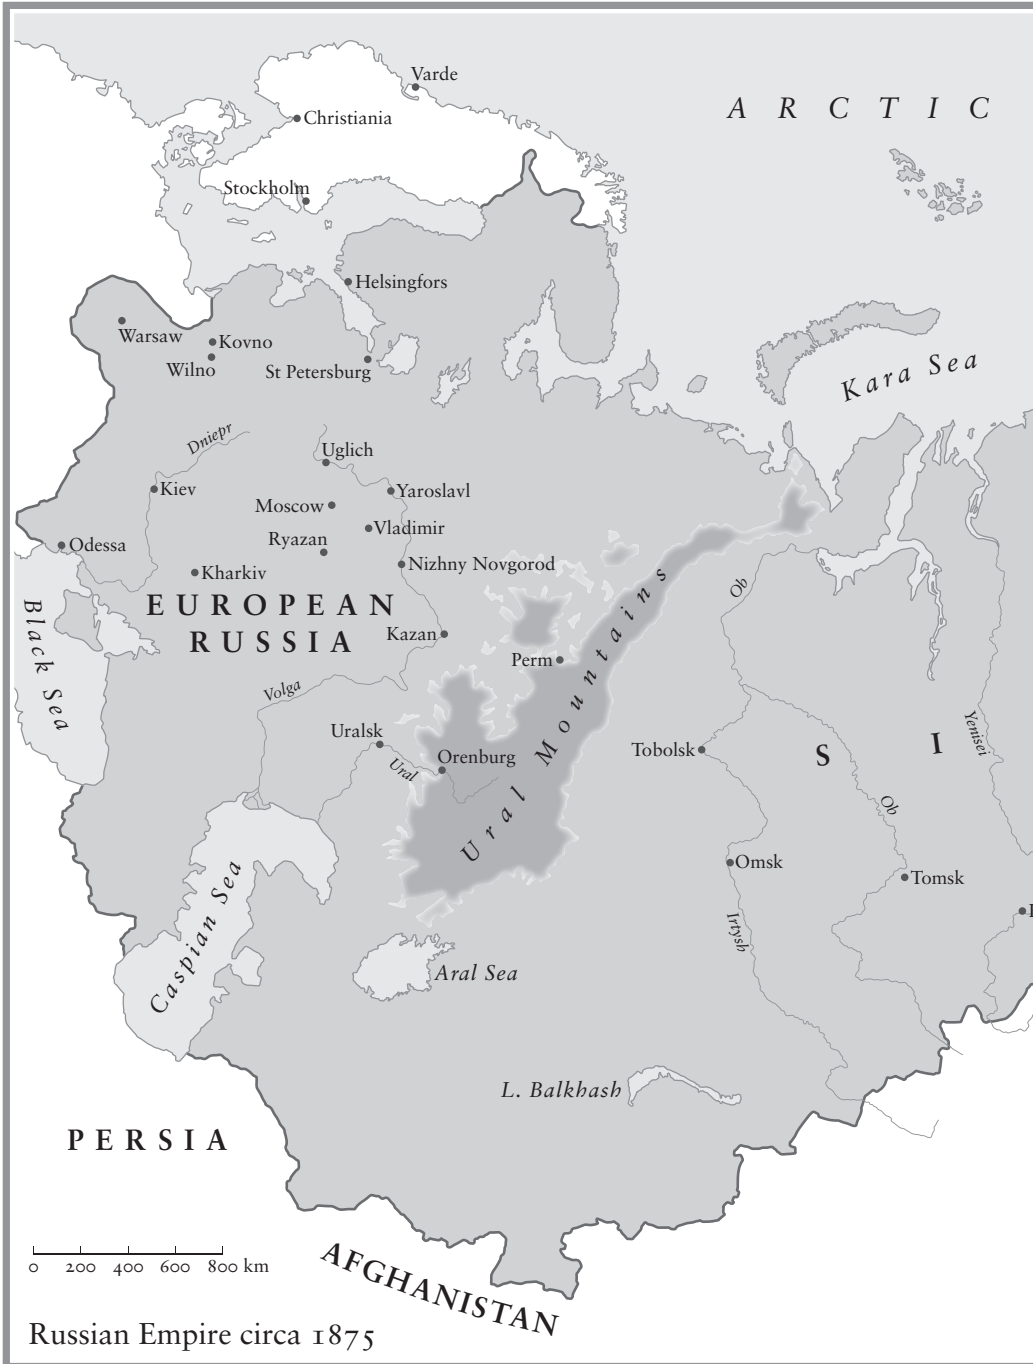 Varde
ARCTIC
Christiania
Stockholm
Helsingfors
Warsaw
Kovno
Wilno
St Petersburg
Kara Sea
Dniepr
Uglich
Kiev
Yaroslavl
Moscow
Vladimir
Ryazan
Odessa
Nizhny Novgorod
Kharkiv
Ob
EUROPEAN
RUSSIA
Black Sea
Kazan
Perm
Ural Mountains
Volga
Uralsk
Ural
Orenburg
Tobolsk
S I
Yenisei
Ob
Omsk
Tomsk
Caspian Sea
Irtysh
Aral Sea
L. Balkhash
PERSIA
AFGHANISTAN
0 200 400 600 800 km
Russian Empire circa 1875